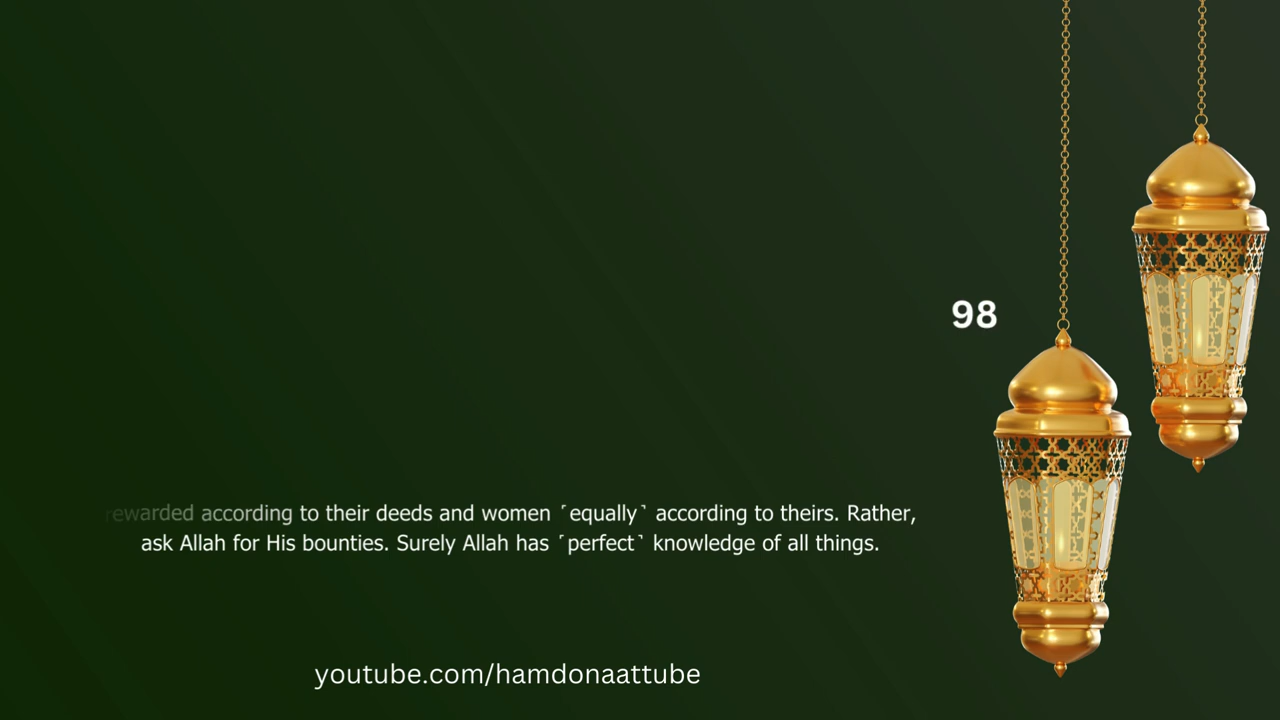 98
rewarded according to their deeds and women ˹equally˺ according to theirs. Rather,
ask Allah for His bounties. Surely Allah has ˹perfect˺ knowledge of all things.
youtube.com/hamdonaattube